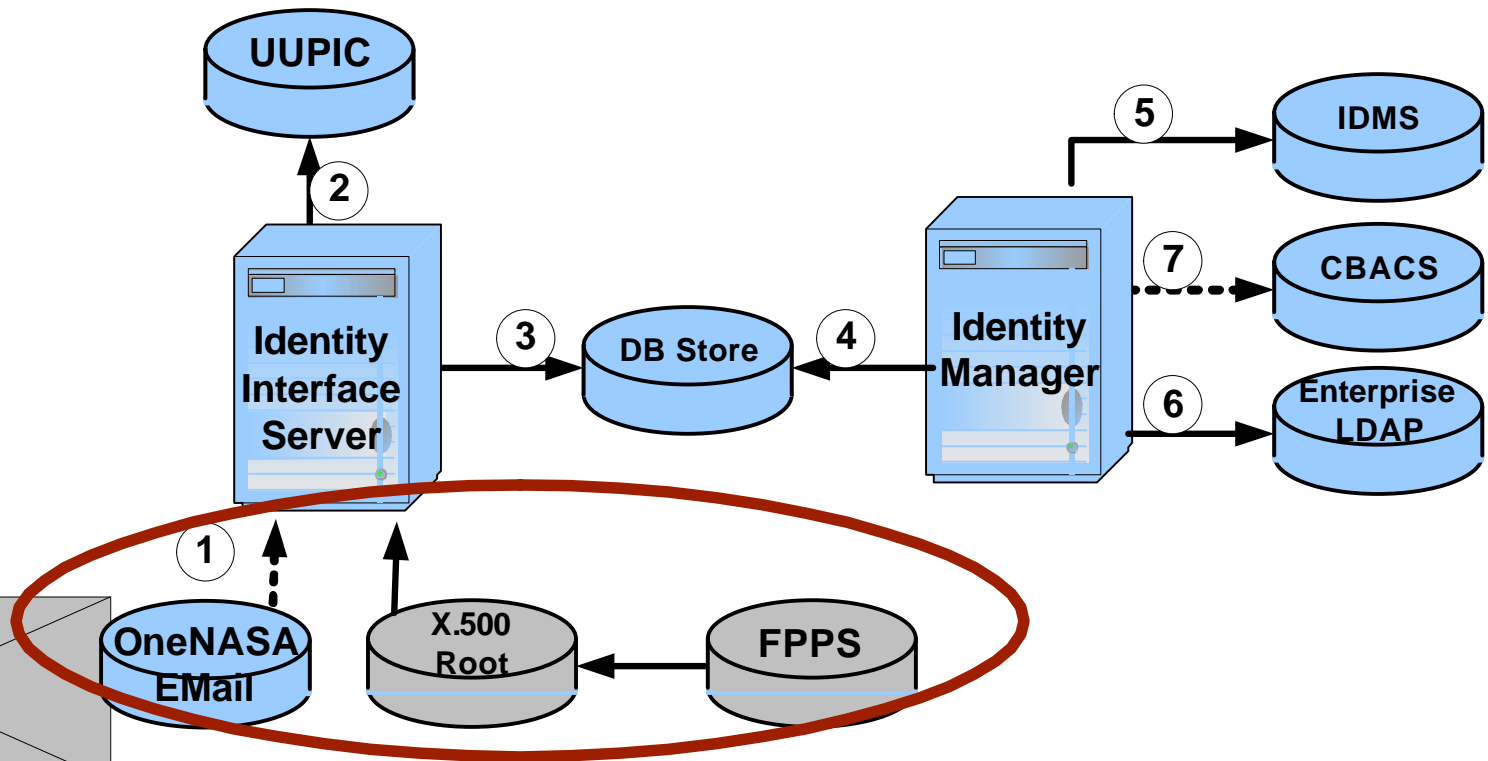 UUPIC
2
5
IDMS
7
CBACS
Identity
Interface
Server
3
DB Store
4
Identity
Manager
6
Enterprise
LDAP
1
OneNASA
EMail
X.500
Root
FPPS